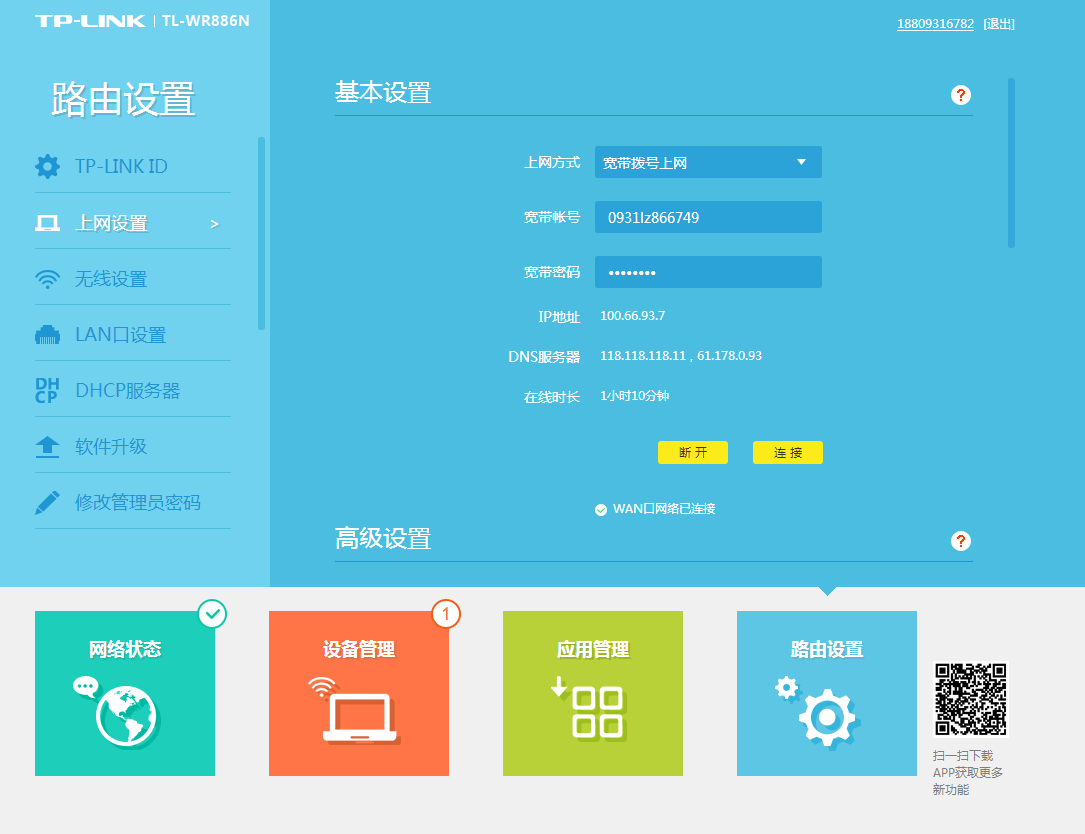 TP-LINK | TL-WR886N
18809316782 [退出]
路由设置
TP-LINK ID
上网设置 >
无线设置
LAN口设置
DHCP DHCP服务器
软件升级
修改管理员密码
基本设置 ?
上网方式 宽带拨号上网
宽带帐号 0931lz866749
宽带密码 ••••••••
IP地址 100.66.93.7
DNS服务器 118.118.118.11 , 61.178.0.93
在线时长 1小时10分钟
断 开 连 接
WAN口网络已连接
高级设置 ?
网络状态
1
设备管理
应用管理
路由设置
扫一扫下载
APP获取更多
新功能